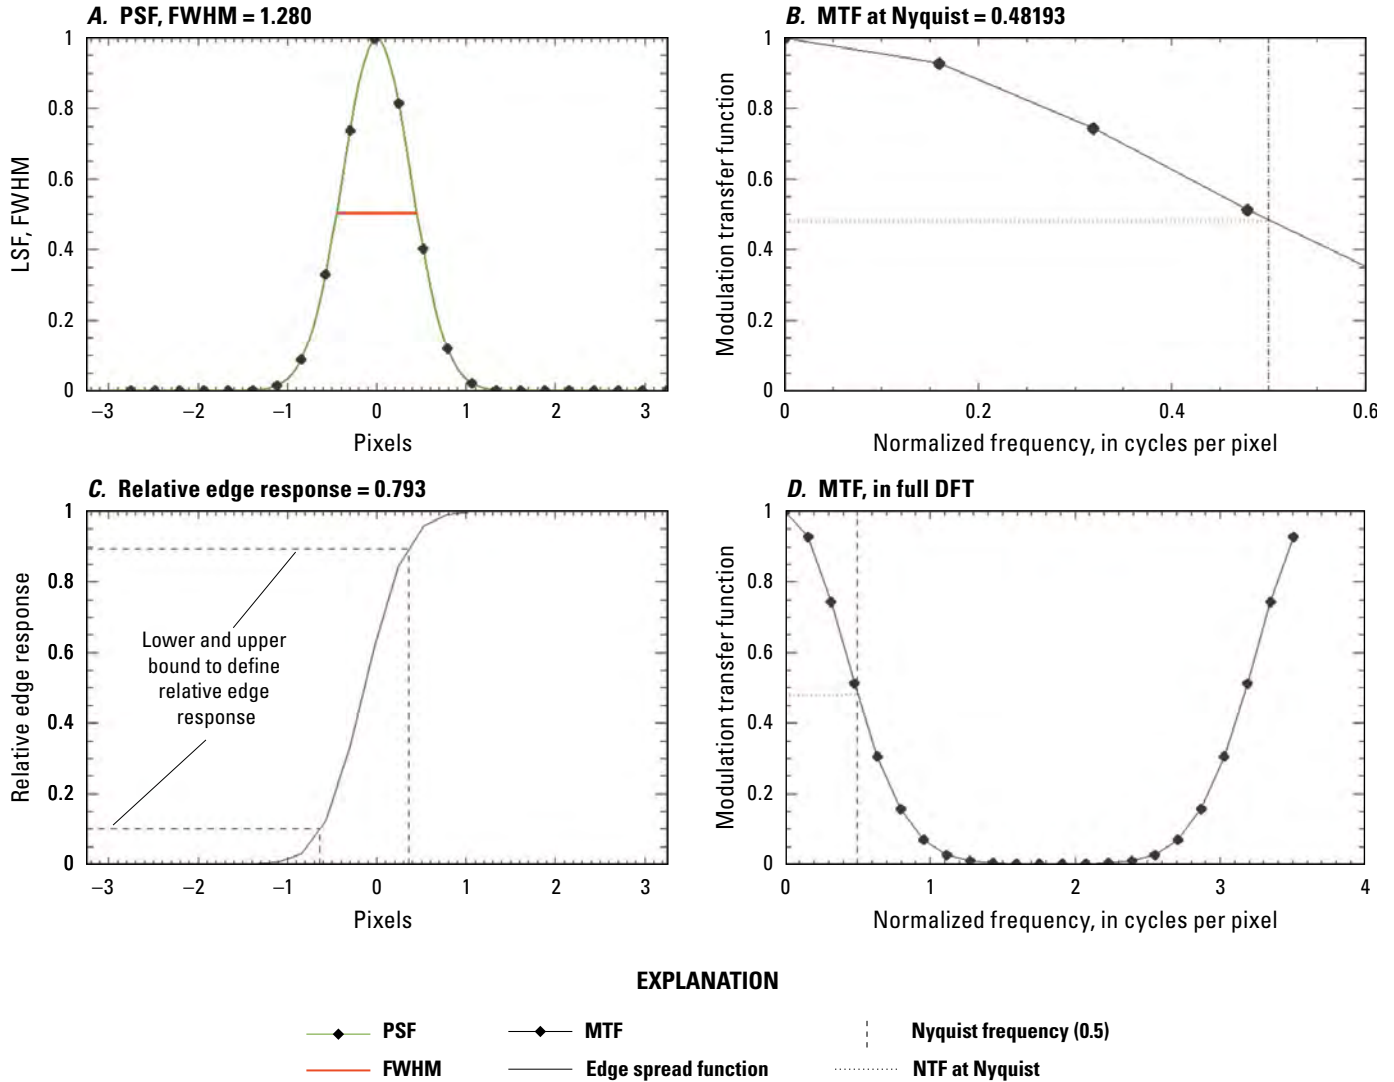 A. PSF, FWHM = 1.280
1
0.8
0.6
0.4
0.2
0
LSF, FWHM
–3
–2
–1
0
1
2
3
Pixels
B. MTF at Nyquist = 0.48193
1
0.8
0.6
0.4
0.2
0
Modulation transfer function
0
0.2
0.4
0.6
Normalized frequency, in cycles per pixel
C. Relative edge response = 0.793
1
0.8
0.6
0.4
0.2
0
Relative edge response
Lower and upper
bound to define
relative edge
response
–3
–2
–1
0
1
2
3
Pixels
D. MTF, in full DFT
1
0.8
0.6
0.4
0.2
0
Modulation transfer function
0
1
2
3
4
Normalized frequency, in cycles per pixel
EXPLANATION
PSF
MTF
Nyquist frequency (0.5)
FWHM
Edge spread function
NTF at Nyquist